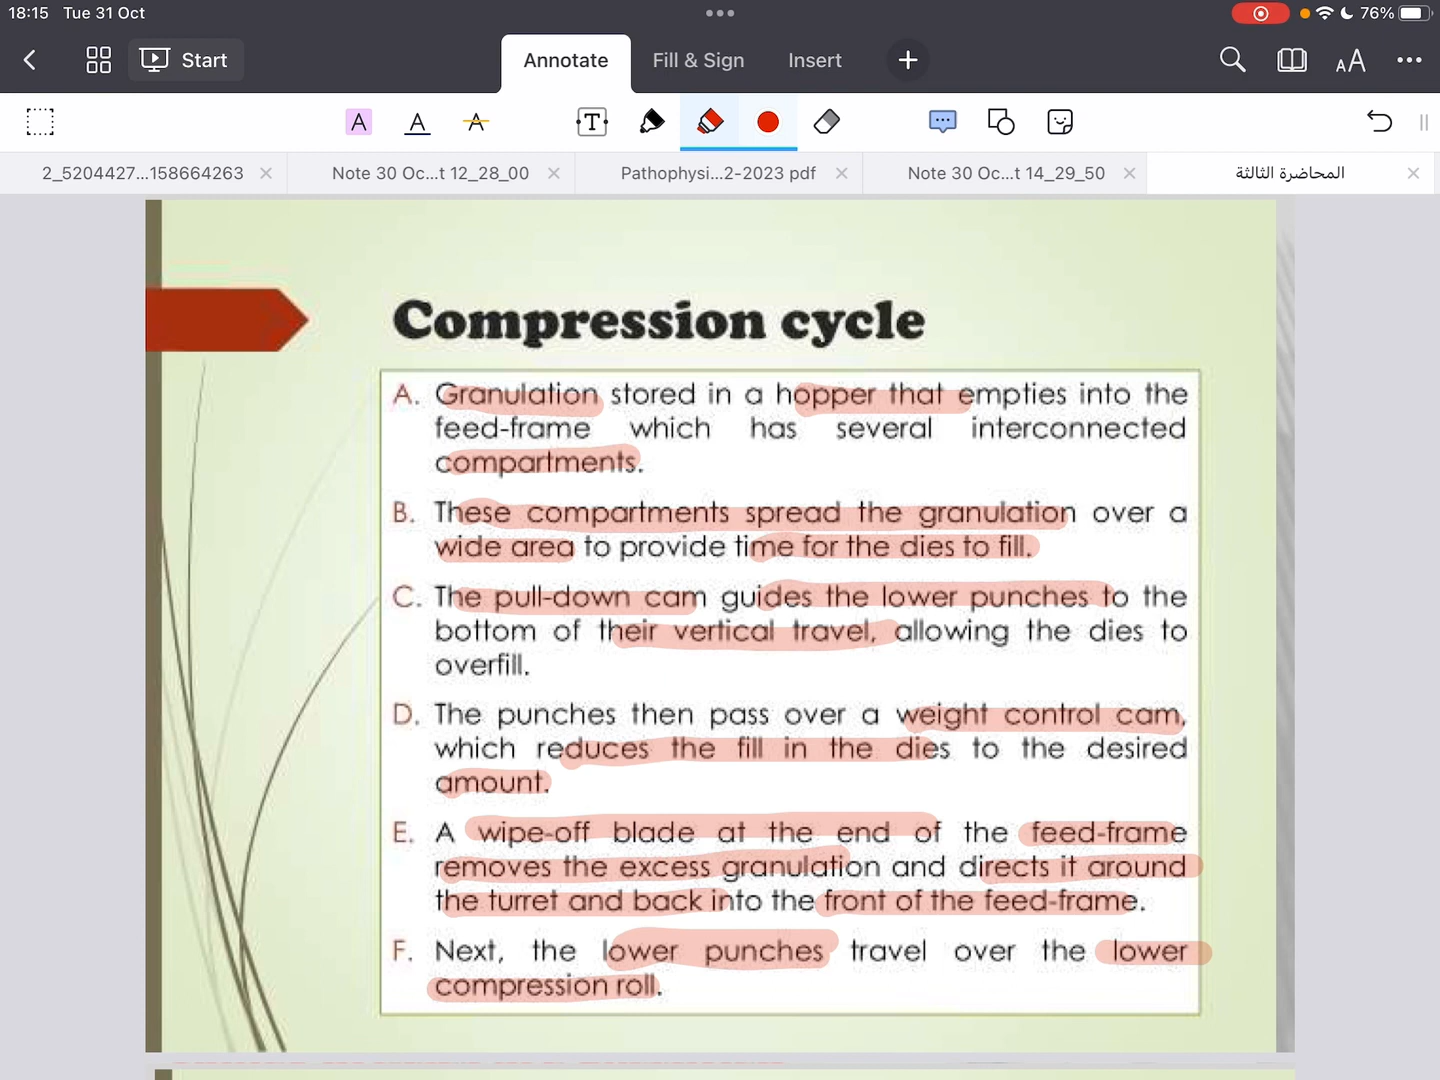 18:15 Tue 31 Oct
76%
Start
Annotate
Fill & Sign
Insert
2_5204427...158664263
Note 30 Oc...t 12_28_00
Pathophysi...2-2023 pdf
Note 30 Oc...t 14_29_50
المحاضرة الثالثة
Compression cycle
A. Granulation stored in a hopper that empties into the
feed-frame which has several interconnected
compartments.
B. These compartments spread the granulation over a
wide area to provide time for the dies to fill.
C. The pull-down cam guides the lower punches to the
bottom of their vertical travel, allowing the dies to
overfill.
D. The punches then pass over a weight control cam,
which reduces the fill in the dies to the desired
amount.
E. A wipe-off blade at the end of the feed-frame
removes the excess granulation and directs it around
the turret and back into the front of the feed-frame.
F. Next, the lower punches travel over the lower
compression roll.